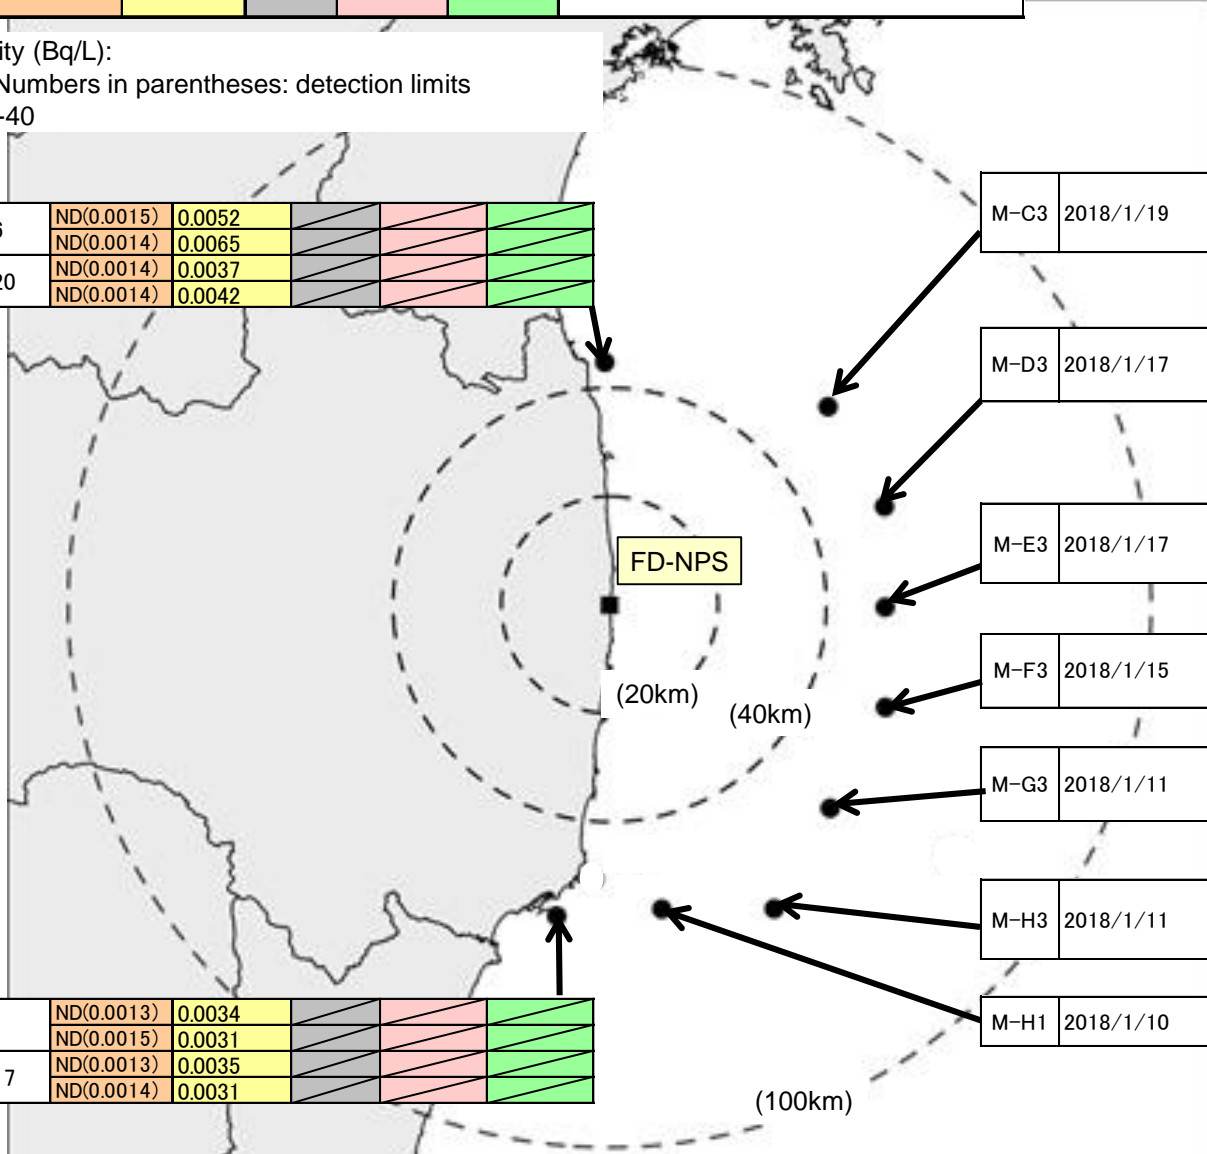 ity (Bq/L):
Numbers in parentheses: detection limits
-40
M-C3 2018/1/19
6 ND(0.0015) 0.0052
ND(0.0014) 0.0065
20 ND(0.0014) 0.0037
ND(0.0014) 0.0042
M-D3 2018/1/17
M-E3 2018/1/17
FD-NPS
M-F3 2018/1/15
(20km)
(40km)
M-G3 2018/1/11
M-H3 2018/1/11
M-H1 2018/1/10
ND(0.0013) 0.0034
ND(0.0015) 0.0031
7 ND(0.0013) 0.0035
ND(0.0014) 0.0031
(100km)